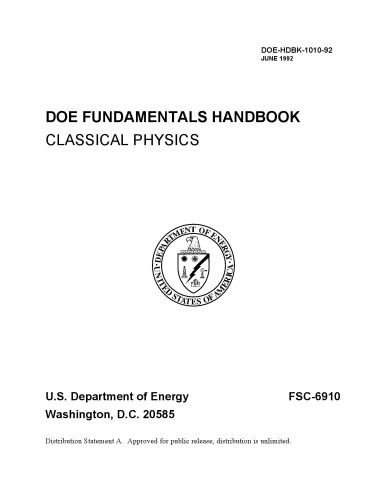 DOE-HDBK-1010-92
JUNE 1992
DOE FUNDAMENTALS HANDBOOK
CLASSICAL PHYSICS
DEPARTMENT OF ENERGY
UNITED STATES OF AMERICA
U.S. Department of Energy
FSC-6910
Washington, D.C. 20585
Distribution Statement A. Approved for public release; distribution is unlimited.